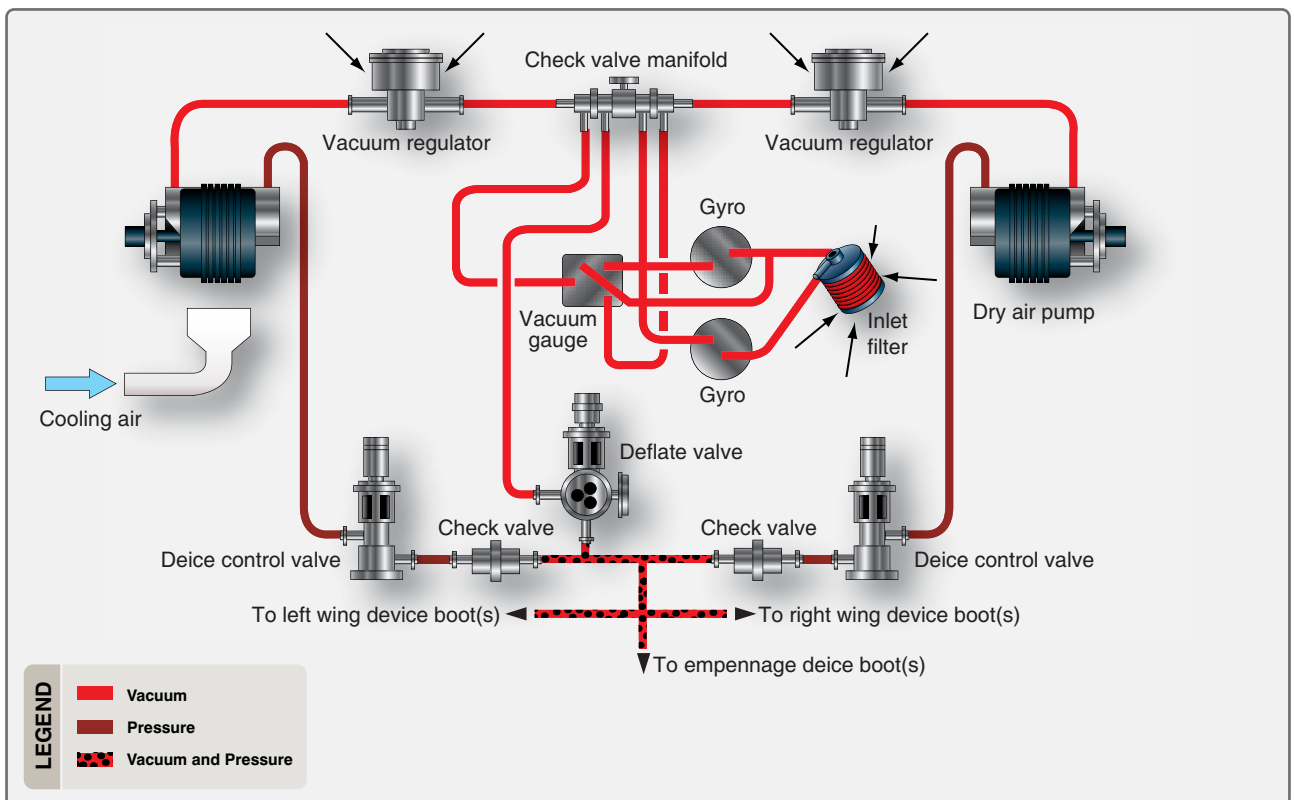 Check valve manifold
Vacuum regulator
Vacuum regulator
Gyro
Vacuum
gauge
Inlet
filter
Dry air pump
Gyro
Cooling air
Deflate valve
Check valve
Check valve
Deice control valve
Deice control valve
To left wing device boot(s)
To right wing device boot(s)
To empennage deice boot(s)
LEGEND
Vacuum
Pressure
Vacuum and Pressure